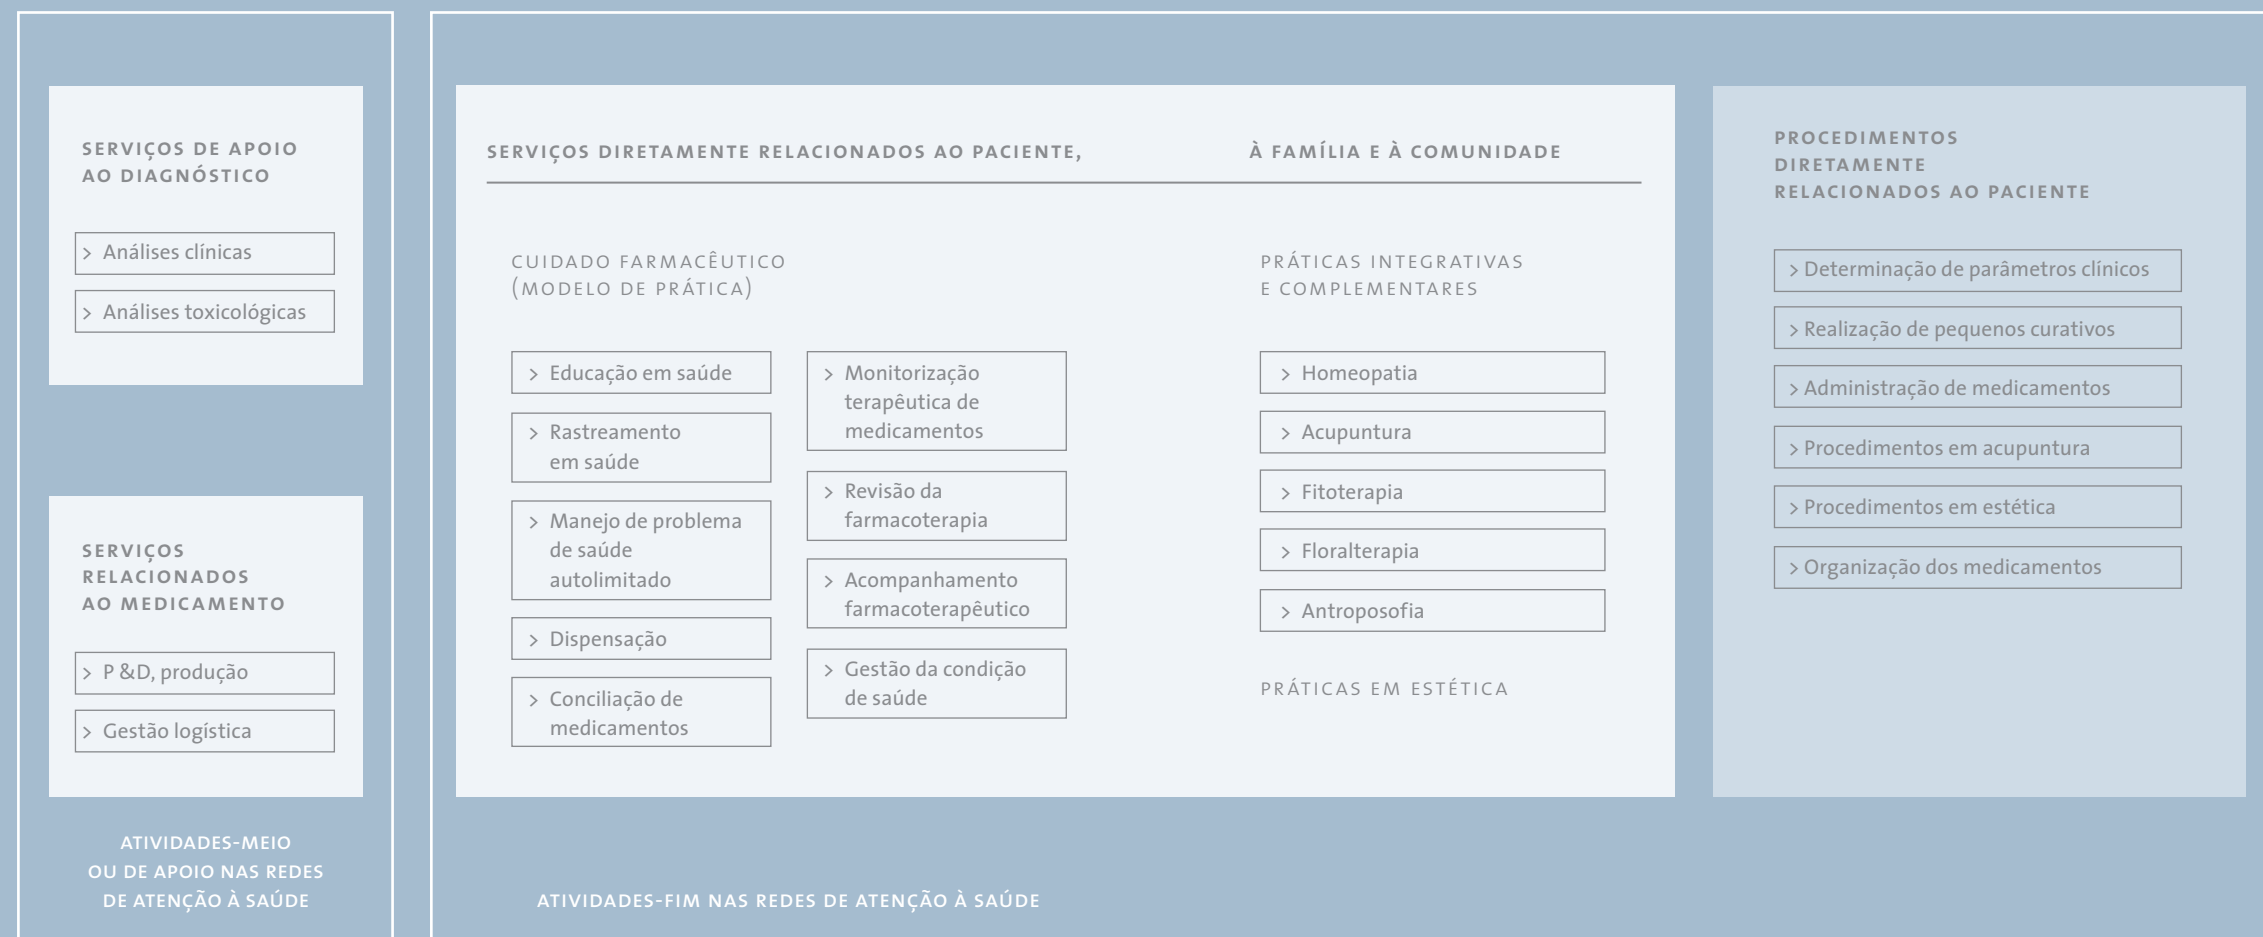 SERVIÇOS DE APOIO
AO DIAGNÓSTICO
> Análises clínicas
> Análises toxicológicas
SERVIÇOS
RELACIONADOS
AO MEDICAMENTO
> P &D, produção
> Gestão logística
ATIVIDADES-MEIO
OU DE APOIO NAS REDES
DE ATENÇÃO À SAÚDE
SERVIÇOS DIRETAMENTE RELACIONADOS AO PACIENTE, À FAMÍLIA E À COMUNIDADE
CUIDADO FARMACÊUTICO
(MODELO DE PRÁTICA)
> Educação em saúde
> Rastreamento
em saúde
> Manejo de problema
de saúde
autolimitado
> Dispensação
> Conciliação de
medicamentos
> Monitorização
terapêutica de
medicamentos
> Revisão da
farmacoterapia
> Acompanhamento
farmacoterapêutico
> Gestão da condição
de saúde
PRÁTICAS INTEGRATIVAS
E COMPLEMENTARES
> Homeopatia
> Acupuntura
> Fitoterapia
> Floralterapia
> Antroposofia
PRÁTICAS EM ESTÉTICA
PROCEDIMENTOS
DIRETAMENTE
RELACIONADOS AO PACIENTE
> Determinação de parâmetros clínicos
> Realização de pequenos curativos
> Administração de medicamentos
> Procedimentos em acupuntura
> Procedimentos em estética
> Organização dos medicamentos
ATIVIDADES-FIM NAS REDES DE ATENÇÃO À SAÚDE